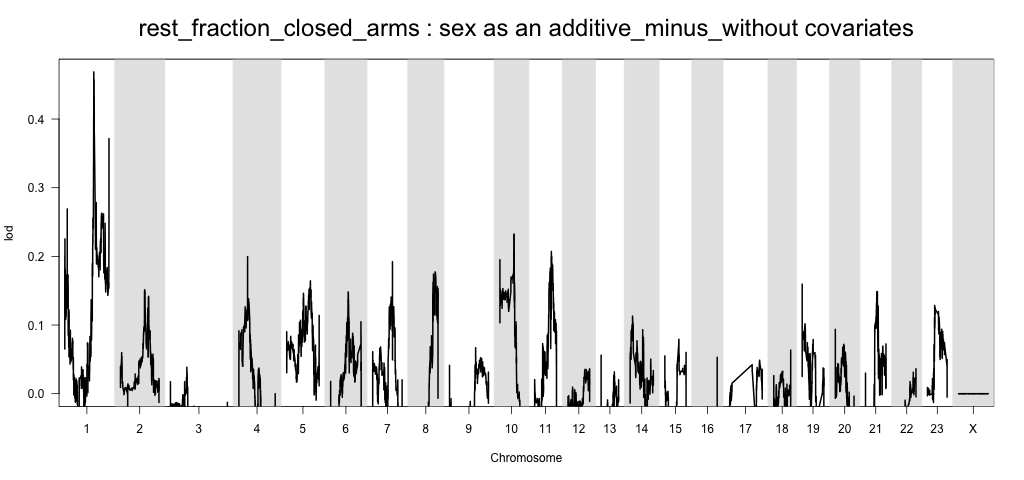 rest_fraction_closed_arms : sex as an additive_minus_without covariates
lod
0.4
0.3
0.2
0.1
0.0
1 2 3 4 5 6 7 8 9 10 11 12 13 14 15 16 17 18 19 20 21 22 23 X
Chromosome